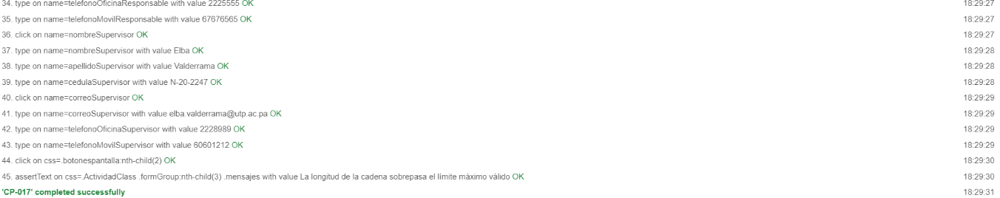 34. type on name=telefonoOficinaResponsable with value 2225555 OK 18:29:27
35. type on name=telefonoMovilResponsable with value 67676565 OK 18:29:27
36. click on name=nombreSupervisor OK 18:29:27
37. type on name=nombreSupervisor with value Elba OK 18:29:28
38. type on name=apellidoSupervisor with value Valderrama OK 18:29:28
39. type on name=cedulaSupervisor with value N-20-2247 OK 18:29:28
40. click on name=correoSupervisor OK 18:29:29
41. type on name=correoSupervisor with value elba.valderrama@utp.ac.pa OK 18:29:29
42. type on name=telefonoOficinaSupervisor with value 2228989 OK 18:29:29
43. type on name=telefonoMovilSupervisor with value 60601212 OK 18:29:29
44. click on css=.botonespantalla:nth-child(2) OK 18:29:30
45. assertText on css=.ActividadClass .formGroup:nth-child(3) .mensajes with value La longitud de la cadena sobrepasa el límite máximo válido OK 18:29:30
'CP-017' completed successfully 18:29:31